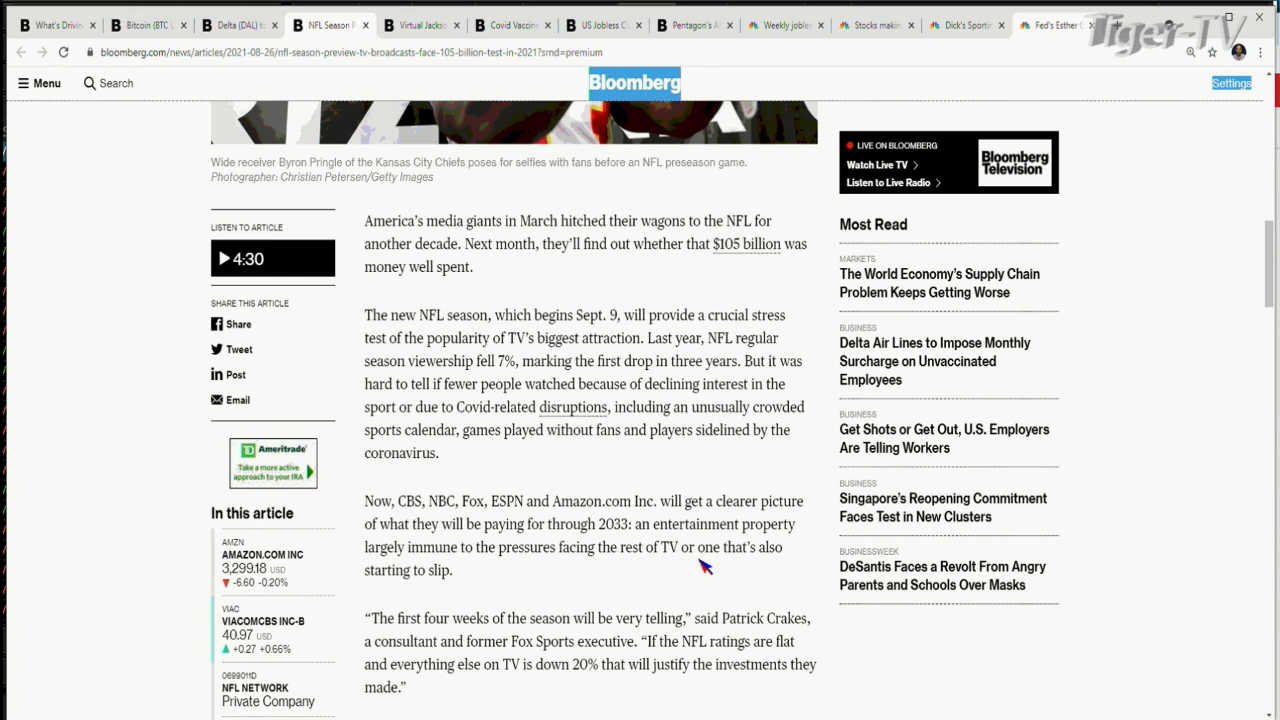 What's Drivin
Bitcoin (BTC
Delta (DAL) to
NFL Season P
Virtual Jacks
Covid Vaccine
US Jobless C
Pentagon's A
Weekly jobles
Stocks makin
Dick's Sportin
Fed's Esther G
Tiger-TV
bloomberg.com/news/articles/2021-08-26/nfl-season-preview-tv-broadcasts-face-105-billion-test-in-2021?srnd=premium
Menu
Search
Bloomberg
Settings
Wide receiver Byron Pringle of the Kansas City Chiefs poses for selfies with fans before an NFL preseason game.
Photographer: Christian Petersen/Getty Images
LISTEN TO ARTICLE
4:30
SHARE THIS ARTICLE
Share
Tweet
Post
Email
TD Ameritrade
Take a more active
approach to your IRA
In this article
AMZN
AMAZON.COM INC
3,299.18 USD
▼ -6.60 -0.20%
VIAC
VIACOMCBS INC-B
40.97 USD
▲ +0.27 +0.66%
0699011D
NFL NETWORK
Private Company
America's media giants in March hitched their wagons to the NFL for
another decade. Next month, they'll find out whether that $105 billion was
money well spent.
The new NFL season, which begins Sept. 9, will provide a crucial stress
test of the popularity of TV's biggest attraction. Last year, NFL regular
season viewership fell 7%, marking the first drop in three years. But it was
hard to tell if fewer people watched because of declining interest in the
sport or due to Covid-related disruptions, including an unusually crowded
sports calendar, games played without fans and players sidelined by the
coronavirus.
Now, CBS, NBC, Fox, ESPN and Amazon.com Inc. will get a clearer picture
of what they will be paying for through 2033: an entertainment property
largely immune to the pressures facing the rest of TV or one that's also
starting to slip.
“The first four weeks of the season will be very telling,” said Patrick Crakes,
a consultant and former Fox Sports executive. “If the NFL ratings are flat
and everything else on TV is down 20% that will justify the investments they
made.”
LIVE ON BLOOMBERG
Watch Live TV
Listen to Live Radio
Bloomberg
Television
Most Read
MARKETS
The World Economy's Supply Chain
Problem Keeps Getting Worse
BUSINESS
Delta Air Lines to Impose Monthly
Surcharge on Unvaccinated
Employees
BUSINESS
Get Shots or Get Out, U.S. Employers
Are Telling Workers
BUSINESS
Singapore's Reopening Commitment
Faces Test in New Clusters
BUSINESSWEEK
DeSantis Faces a Revolt From Angry
Parents and Schools Over Masks